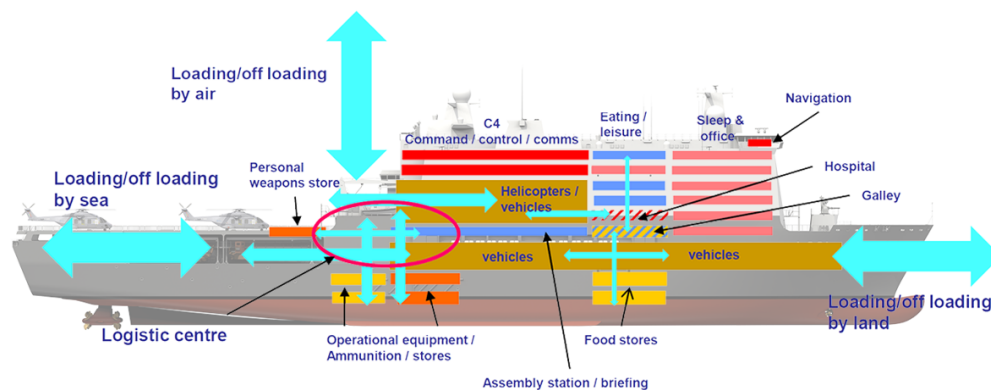 Loading/off loading
by air
C4
Command / control / comms
Eating /
leisure
Sleep &
office
Navigation
Personal
weapons store
Hospital
Loading/off loading
by sea
Helicopters /
vehicles
Galley
vehicles
vehicles
Loading/off loading
by land
Logistic centre
Operational equipment /
Ammunition / stores
Food stores
Assembly station / briefing